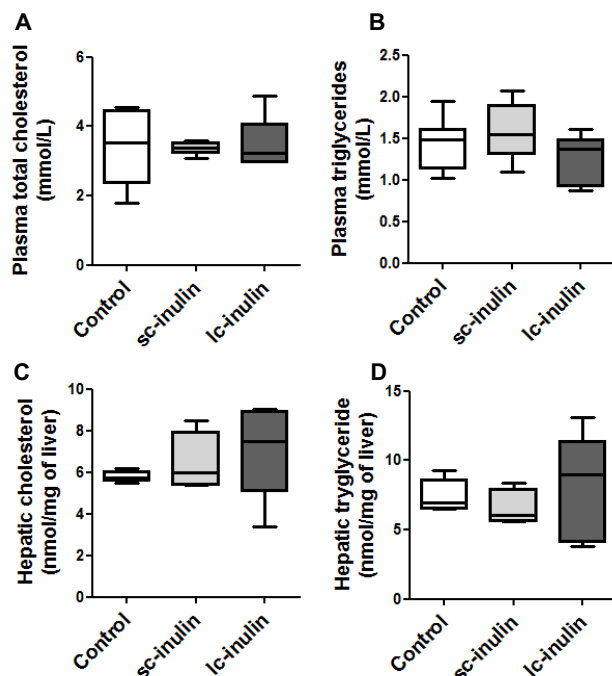 A
Plasma total cholesterol
(mmol/L)
6
4
2
0
Control
sc-inulin
lc-inulin
B
Plasma triglycerides
(mmol/L)
2.5
2.0
1.5
1.0
0.5
0.0
Control
sc-inulin
lc-inulin
C
Hepatic cholesterol
(nmol/mg of liver)
10
8
6
4
2
0
Control
sc-inulin
lc-inulin
D
Hepatic tryglyceride
(nmol/mg of liver)
15
10
5
0
Control
sc-inulin
lc-inulin